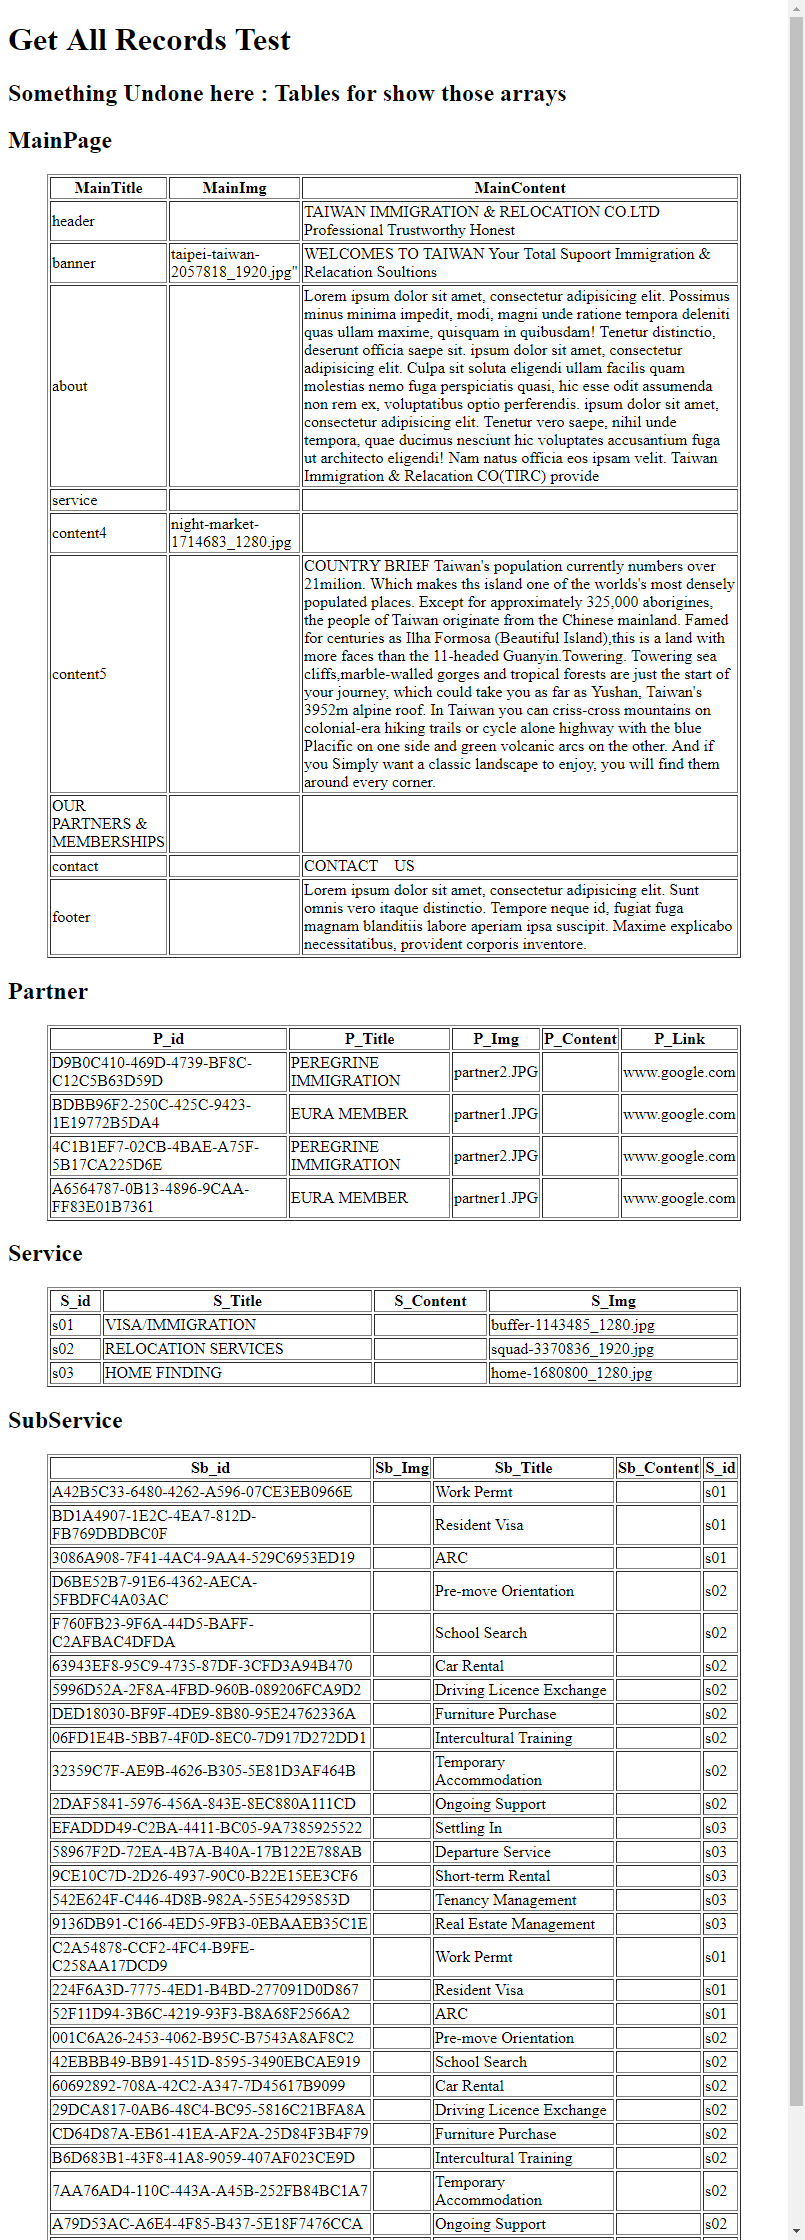 Get All Records Test
Something Undone here : Tables for show those arrays
MainPage
MainTitle MainImg MainContent
header TAIWAN IMMIGRATION & RELOCATION CO.LTD
Professional Trustworthy Honest
banner taipei-taiwan-
2057818_1920.jpg" WELCOMES TO TAIWAN Your Total Supoort Immigration &
Relacation Soultions
about Lorem ipsum dolor sit amet, consectetur adipisicing elit. Possimus
minus minima impedit, modi, magni unde ratione tempora deleniti
quas ullam maxime, quisquam in quibusdam! Tenetur distinctio,
deserunt officia saepe sit. ipsum dolor sit amet, consectetur
adipisicing elit. Culpa sit soluta eligendi ullam facilis quam
molestias nemo fuga perspiciatis quasi, hic esse odit assumenda
non rem ex, voluptatibus optio perferendis. ipsum dolor sit amet,
consectetur adipisicing elit. Tenetur vero saepe, nihil unde
tempora, quae ducimus nesciunt hic voluptates accusantium fuga
ut architecto eligendi! Nam natus officia eos ipsam velit. Taiwan
Immigration & Relacation CO(TIRC) provide
service
content4 night-market-
1714683_1280.jpg
content5 COUNTRY BRIEF Taiwan's population currently numbers over
21milion. Which makes ths island one of the worlds's most densely
populated places. Except for approximately 325,000 aborigines,
the people of Taiwan originate from the Chinese mainland. Famed
for centuries as Ilha Formosa (Beautiful Island),this is a land with
more faces than the 11-headed Guanyin.Towering. Towering sea
cliffs,marble-walled gorges and tropical forests are just the start of
your journey, which could take you as far as Yushan, Taiwan's
3952m alpine roof. In Taiwan you can criss-cross mountains on
colonial-era hiking trails or cycle alone highway with the blue
Placific on one side and green volcanic arcs on the other. And if
you Simply want a classic landscape to enjoy, you will find them
around every corner.
OUR
PARTNERS &
MEMBERSHIPS
contact CONTACT US
footer Lorem ipsum dolor sit amet, consectetur adipisicing elit. Sunt
omnis vero itaque distinctio. Tempore neque id, fugiat fuga
magnam blanditiis labore aperiam ipsa suscipit. Maxime explicabo
necessitatibus, provident corporis inventore.
Partner
P_id P_Title P_Img P_Content P_Link
D9B0C410-469D-4739-BF8C-
C12C5B63D59D PEREGRINE
IMMIGRATION partner2.JPG www.google.com
BDBB96F2-250C-425C-9423-
1E19772B5DA4 EURA MEMBER partner1.JPG www.google.com
4C1B1EF7-02CB-4BAE-A75F-
5B17CA225D6E PEREGRINE
IMMIGRATION partner2.JPG www.google.com
A6564787-0B13-4896-9CAA-
FF83E01B7361 EURA MEMBER partner1.JPG www.google.com
Service
S_id S_Title S_Content S_Img
s01 VISA/IMMIGRATION buffer-1143485_1280.jpg
s02 RELOCATION SERVICES squad-3370836_1920.jpg
s03 HOME FINDING home-1680800_1280.jpg
SubService
Sb_id Sb_Img Sb_Title Sb_Content S_id
A42B5C33-6480-4262-A596-07CE3EB0966E Work Permt s01
BD1A4907-1E2C-4EA7-812D-
FB769DBDBC0F Resident Visa s01
3086A908-7F41-4AC4-9AA4-529C6953ED19 ARC s01
D6BE52B7-91E6-4362-AECA-
5FBDFC4A03AC Pre-move Orientation s02
F760FB23-9F6A-44D5-BAFF-
C2AFBAC4DFDA School Search s02
63943EF8-95C9-4735-87DF-3CFD3A94B470 Car Rental s02
5996D52A-2F8A-4FBD-960B-089206FCA9D2 Driving Licence Exchange s02
DED18030-BF9F-4DE9-8B80-95E24762336A Furniture Purchase s02
06FD1E4B-5BB7-4F0D-8EC0-7D917D272DD1 Intercultural Training s02
32359C7F-AE9B-4626-B305-5E81D3AF464B Temporary
Accommodation s02
2DAF5841-5976-456A-843E-8EC880A111CD Ongoing Support s02
EFADDD49-C2BA-4411-BC05-9A7385925522 Settling In s03
58967F2D-72EA-4B7A-B40A-17B122E788AB Departure Service s03
9CE10C7D-2D26-4937-90C0-B22E15EE3CF6 Short-term Rental s03
542E624F-C446-4D8B-982A-55E54295853D Tenancy Management s03
9136DB91-C166-4ED5-9FB3-0EBAAEB35C1E Real Estate Management s03
C2A54878-CCF2-4FC4-B9FE-
C258AA17DCD9 Work Permt s01
224F6A3D-7775-4ED1-B4BD-277091D0D867 Resident Visa s01
52F11D94-3B6C-4219-93F3-B8A68F2566A2 ARC s01
001C6A26-2453-4062-B95C-B7543A8AF8C2 Pre-move Orientation s02
42EBBB49-BB91-451D-8595-3490EBCAE919 School Search s02
60692892-708A-42C2-A347-7D45617B9099 Car Rental s02
29DCA817-0AB6-48C4-BC95-5816C21BFA8A Driving Licence Exchange s02
CD64D87A-EB61-41EA-AF2A-25D84F3B4F79 Furniture Purchase s02
B6D683B1-43F8-41A8-9059-407AF023CE9D Intercultural Training s02
7AA76AD4-110C-443A-A45B-252FB84BC1A7 Temporary
Accommodation s02
A79D53AC-A6E4-4F85-B437-5E18F7476CCA Ongoing Support s02